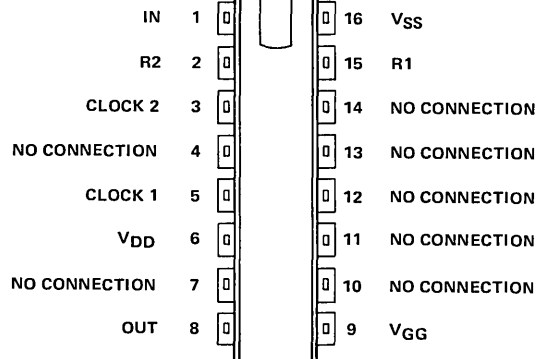 IN 1 16 VSS
R2 2 15 R1
CLOCK 2 3 14 NO CONNECTION
NO CONNECTION 4 13 NO CONNECTION
CLOCK 1 5 12 NO CONNECTION
VDD 6 11 NO CONNECTION
NO CONNECTION 7 10 NO CONNECTION
OUT 8 9 VGG